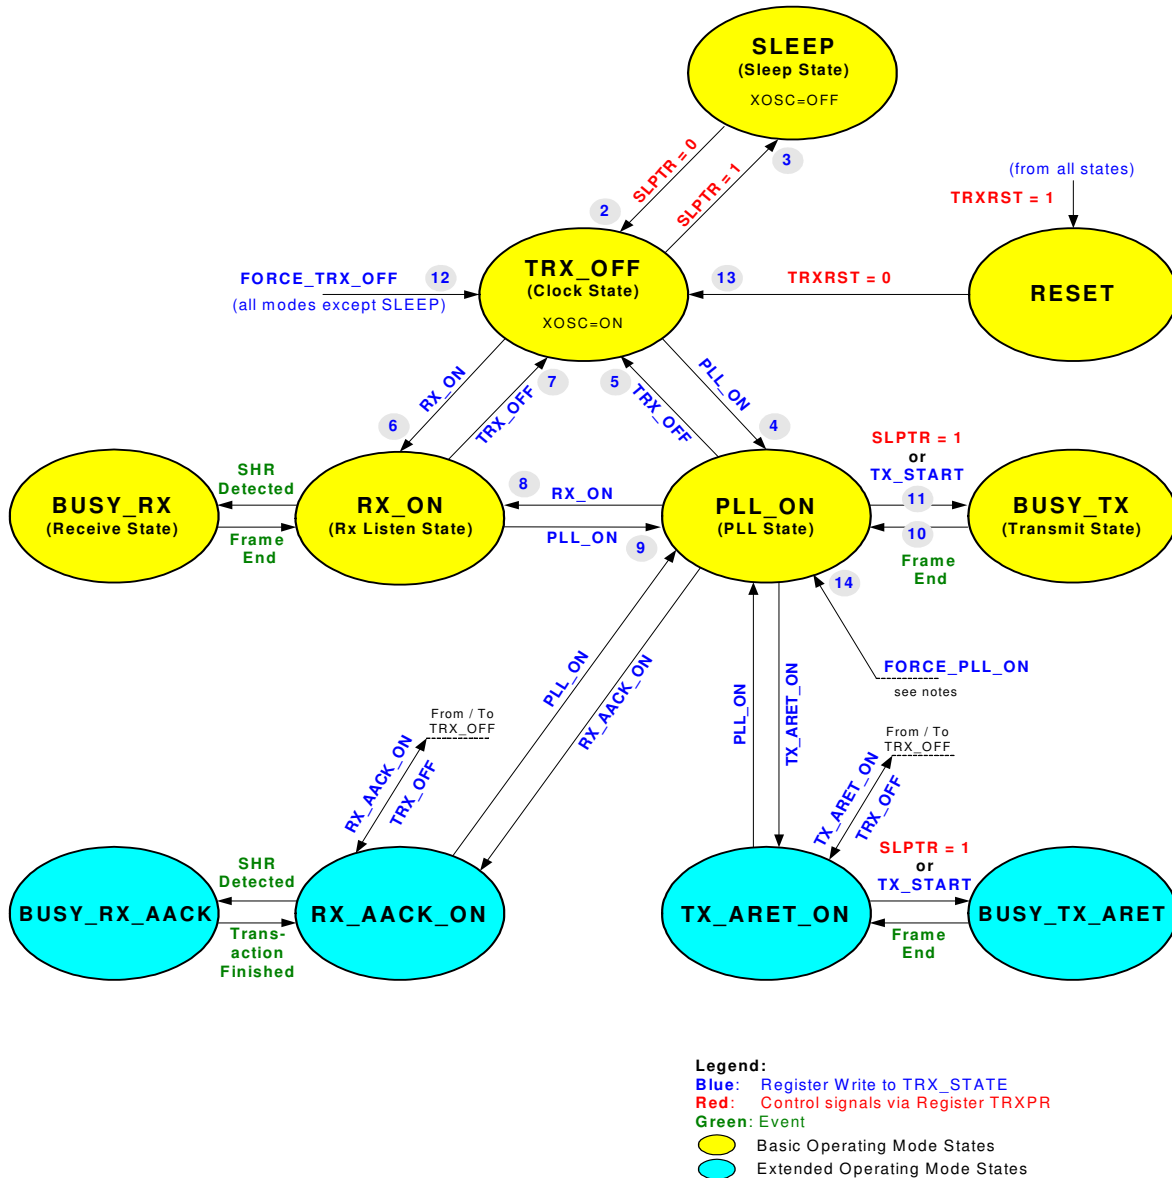 SLEEP
(Sleep State)
XOSC=OFF
SLPTR = 0
SLPTR = 1
3
2
(from all states)
TRXRST = 1
FORCE_TRX_OFF
12
(all modes except SLEEP)
TRX_OFF
(Clock State)
XOSC=ON
13
TRXRST = 0
RESET
RX_ON
7
TRX_OFF
6
5
TRX_OFF
PLL_ON
4
SHR
Detected
BUSY_RX
(Receive State)
Frame
End
RX_ON
(Rx Listen State)
8
RX_ON
PLL_ON
9
PLL_ON
(PLL State)
SLPTR = 1
or
TX_START
11
10
Frame
End
BUSY_TX
(Transmit State)
14
FORCE_PLL_ON
see notes
PLL_ON
RX_AACK_ON
PLL_ON
TX_ARET_ON
From / To
TRX_OFF
RX_AACK_ON
TRX_OFF
From / To
TRX_OFF
TX_ARET_ON
TRX_OFF
SHR
Detected
BUSY_RX_AACK
Trans-
action
Finished
RX_AACK_ON
TX_ARET_ON
SLPTR = 1
or
TX_START
Frame
End
BUSY_TX_ARET
Legend:
Blue: Register Write to TRX_STATE
Red: Control signals via Register TRXPR
Green: Event
Basic Operating Mode States
Extended Operating Mode States